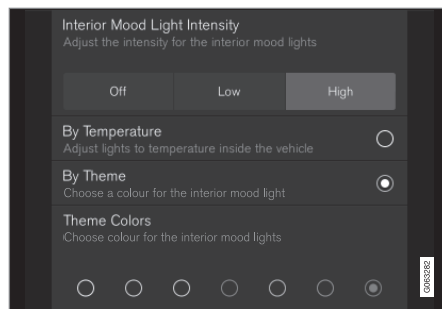 Interior Mood Light Intensity
Adjust the intensity for the interior mood lights
Off Low High
By Temperature
Adjust lights to temperature inside the vehicle
By Theme
Choose a colour for the interior mood light
Theme Colors
Choose colour for the interior mood lights
G063282